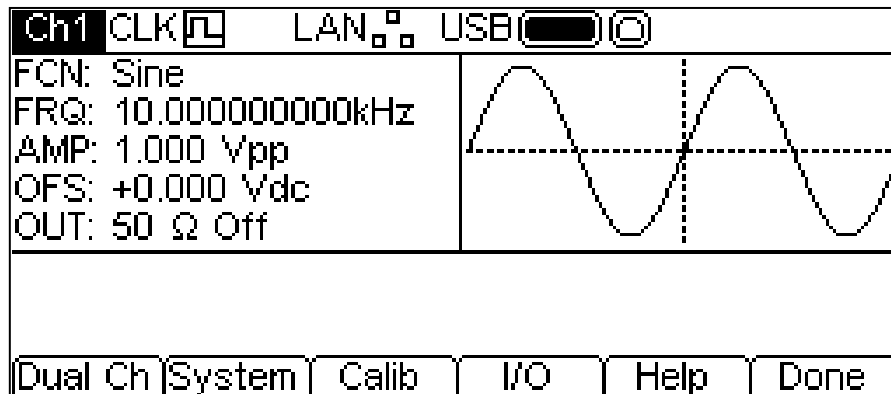 Ch1 CLK LAN USB
FCN: Sine
FRQ: 10.000000000kHz
AMP: 1.000 Vpp
OFS: +0.000 Vdc
OUT: 50 Ω Off
Dual Ch System Calib I/O Help Done